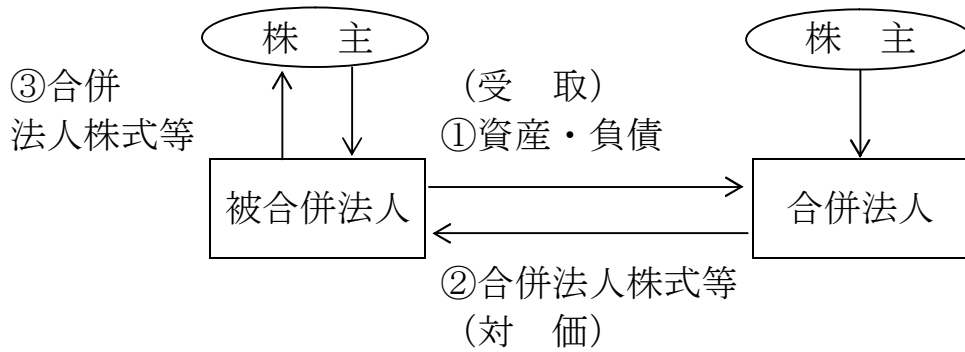 株　主
株　主
③合併
法人株式等
（受　取）
①資産・負債
被合併法人
合併法人
②合併法人株式等
（対　価）